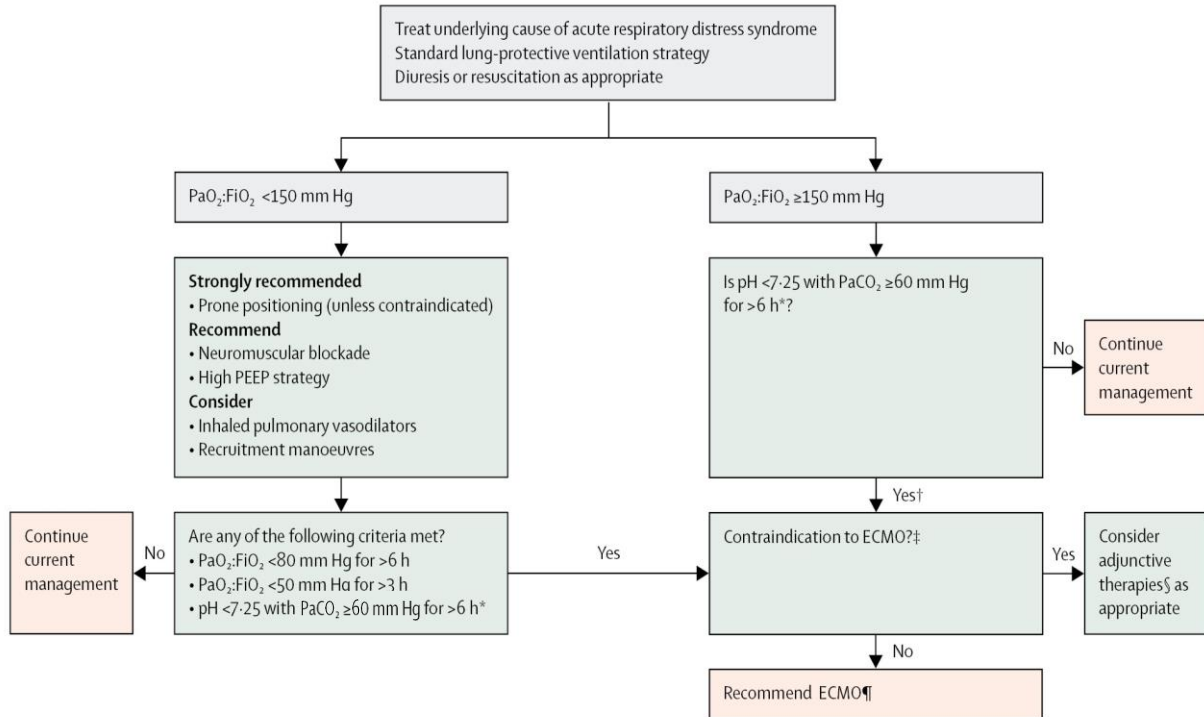 Treat underlying cause of acute respiratory distress syndrome
Standard lung-protective ventilation strategy
Diuresis or resuscitation as appropriate
PaO₂:FiO₂ <150 mm Hg
PaO₂:FiO₂ ≥150 mm Hg
Strongly recommended
• Prone positioning (unless contraindicated)
Recommend
• Neuromuscular blockade
• High PEEP strategy
Consider
• Inhaled pulmonary vasodilators
• Recruitment manoeuvres
Is pH <7·25 with PaCO₂ ≥60 mm Hg
for >6 h*?
No
Continue
current
management
Yes†
Continue
current
management
No
Are any of the following criteria met?
• PaO₂:FiO₂ <80 mm Hg for >6 h
• PaO₂:FiO₂ <50 mm Hg for >3 h
• pH <7·25 with PaCO₂ ≥60 mm Hg for >6 h*
Yes
Contraindication to ECMO?‡
Yes
Consider
adjunctive
therapies§ as
appropriate
No
Recommend ECMO¶